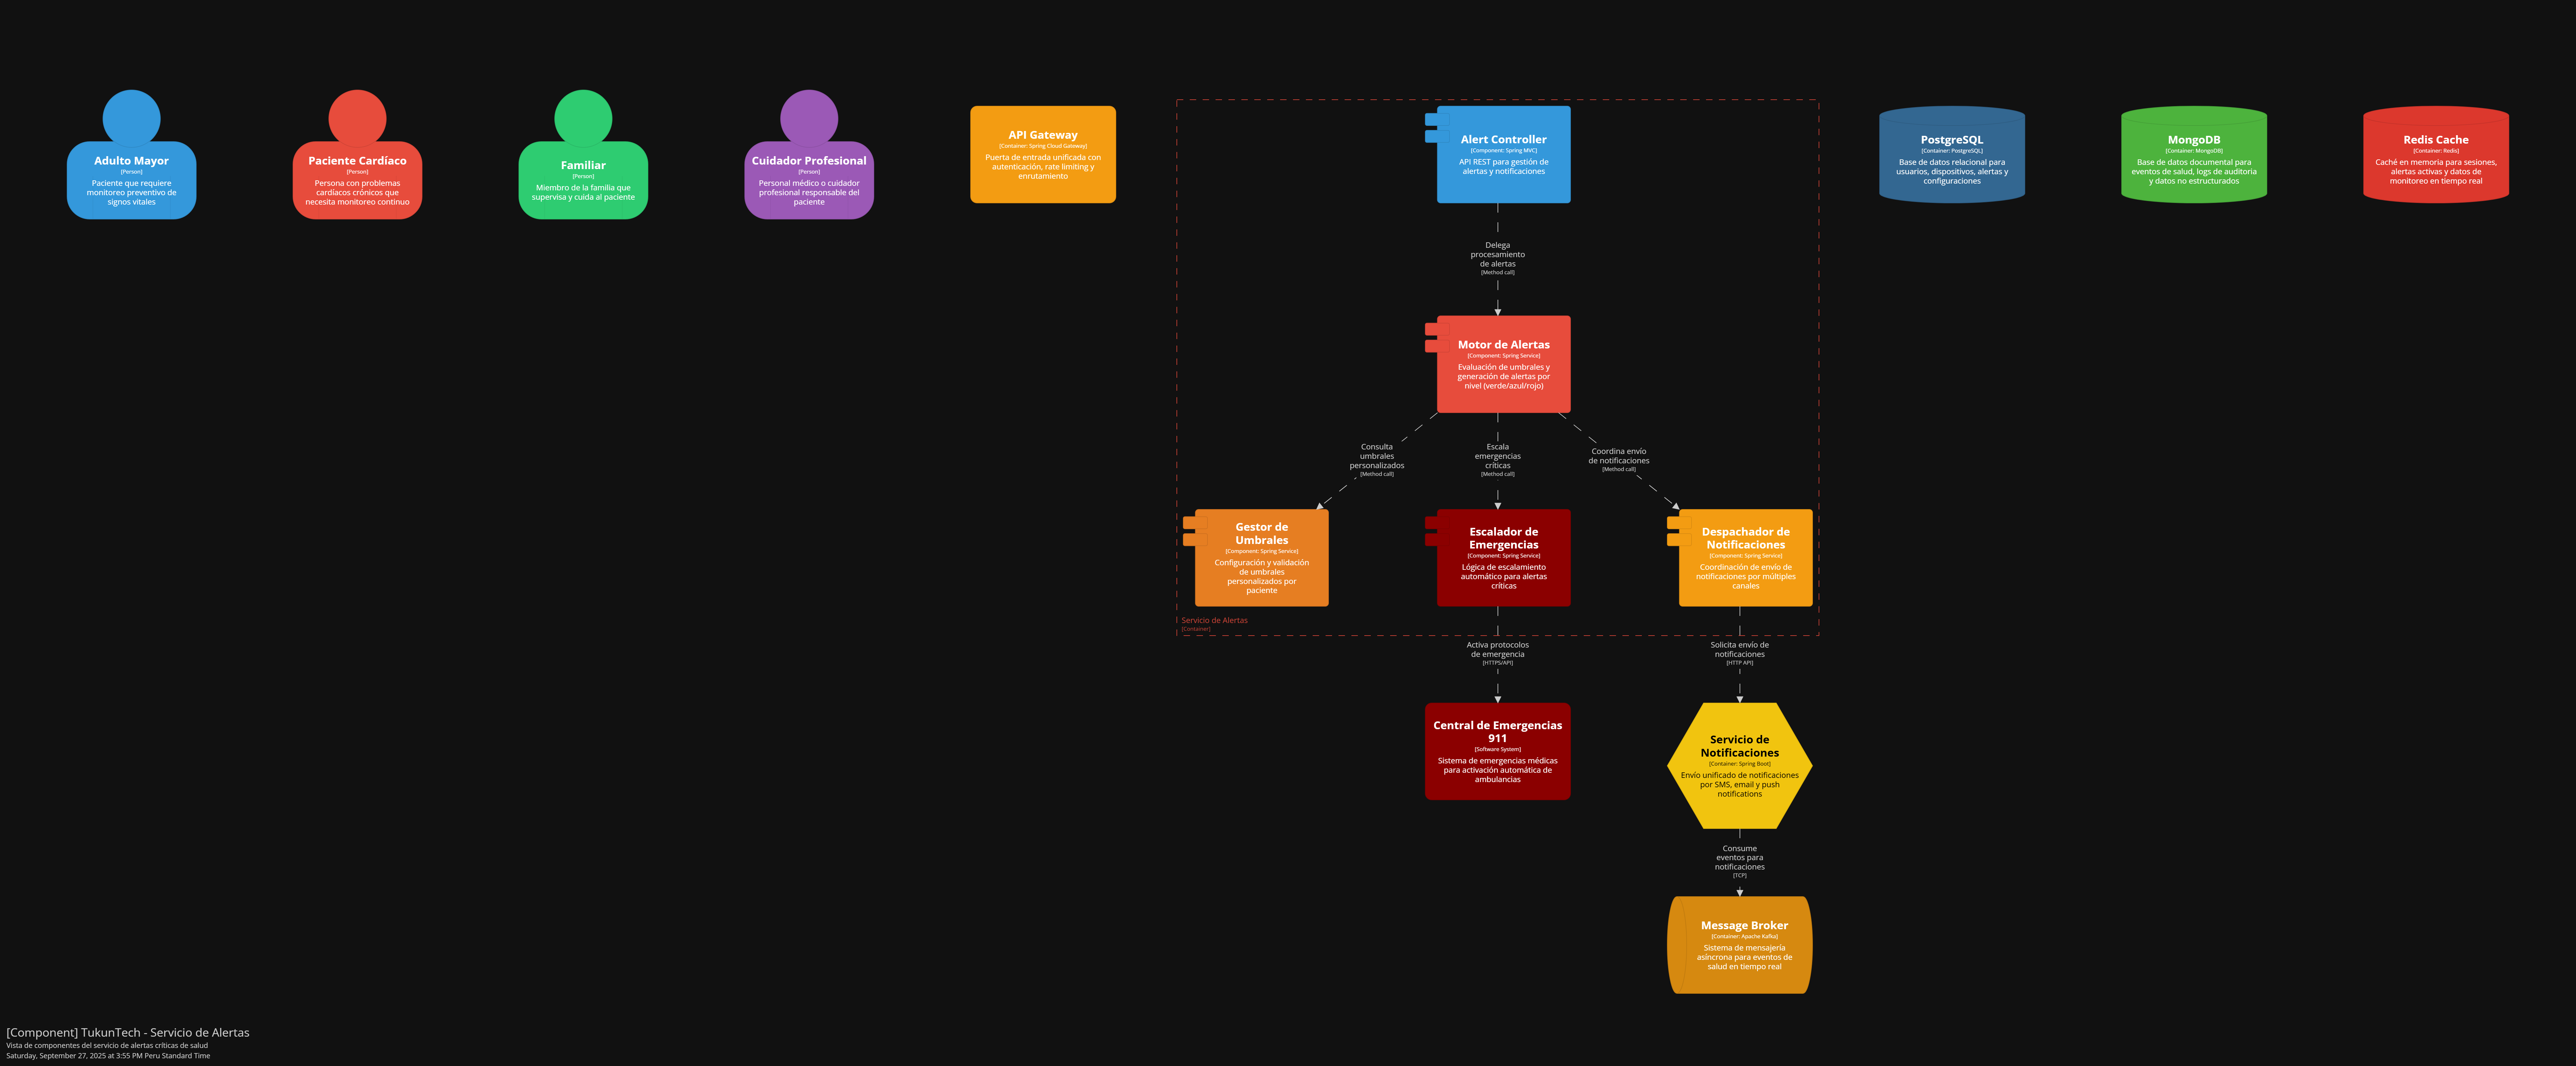 Adulto Mayor
[Person]
Paciente que requiere
monitoreo preventivo de
signos vitales
Paciente Cardíaco
[Person]
Persona con problemas
cardíacos crónicos que
necesita monitoreo continuo
Familiar
[Person]
Miembro de la familia que
supervisa y cuida al paciente
Cuidador Profesional
[Person]
Personal médico o cuidador
profesional responsable del
paciente
API Gateway
[Container: Spring Cloud Gateway]
Puerta de entrada unificada con
autenticación, rate limiting y
enrutamiento
Alert Controller
[Component: Spring MVC]
API REST para gestión de
alertas y notificaciones
PostgreSQL
[Container: PostgreSQL]
Base de datos relacional para
usuarios, dispositivos, alertas y
configuraciones
MongoDB
[Container: MongoDB]
Base de datos documental para
eventos de salud, logs de auditoría
y datos no estructurados
Redis Cache
[Container: Redis]
Caché en memoria para sesiones,
alertas activas y datos de
monitoreo en tiempo real
Delega
procesamiento
de alertas
[Method call]
Motor de Alertas
[Component: Spring Service]
Evaluación de umbrales y
generación de alertas por
nivel (verde/azul/rojo)
Consulta
umbrales
personalizados
[Method call]
Escala
emergencias
críticas
[Method call]
Coordina envío
de notificaciones
[Method call]
Gestor de
Umbrales
[Component: Spring Service]
Configuración y validación
de umbrales
personalizados por
paciente
Escalador de
Emergencias
[Component: Spring Service]
Lógica de escalamiento
automático para alertas
críticas
Despachador de
Notificaciones
[Component: Spring Service]
Coordinación de envío de
notificaciones por múltiples
canales
Servicio de Alertas
[Container]
Activa protocolos
de emergencia
[HTTPS/API]
Solicita envío de
notificaciones
[HTTP API]
Central de Emergencias
911
[Software System]
Sistema de emergencias médicas
para activación automática de
ambulancias
Servicio de
Notificaciones
[Container: Spring Boot]
Envío unificado de notificaciones
por SMS, email y push
notifications
Consume
eventos para
notificaciones
[TCP]
Message Broker
[Container: Apache Kafka]
Sistema de mensajería
asíncrona para eventos de
salud en tiempo real
[Component] TukunTech - Servicio de Alertas
Vista de componentes del servicio de alertas críticas de salud
Saturday, September 27, 2025 at 3:55 PM Peru Standard Time